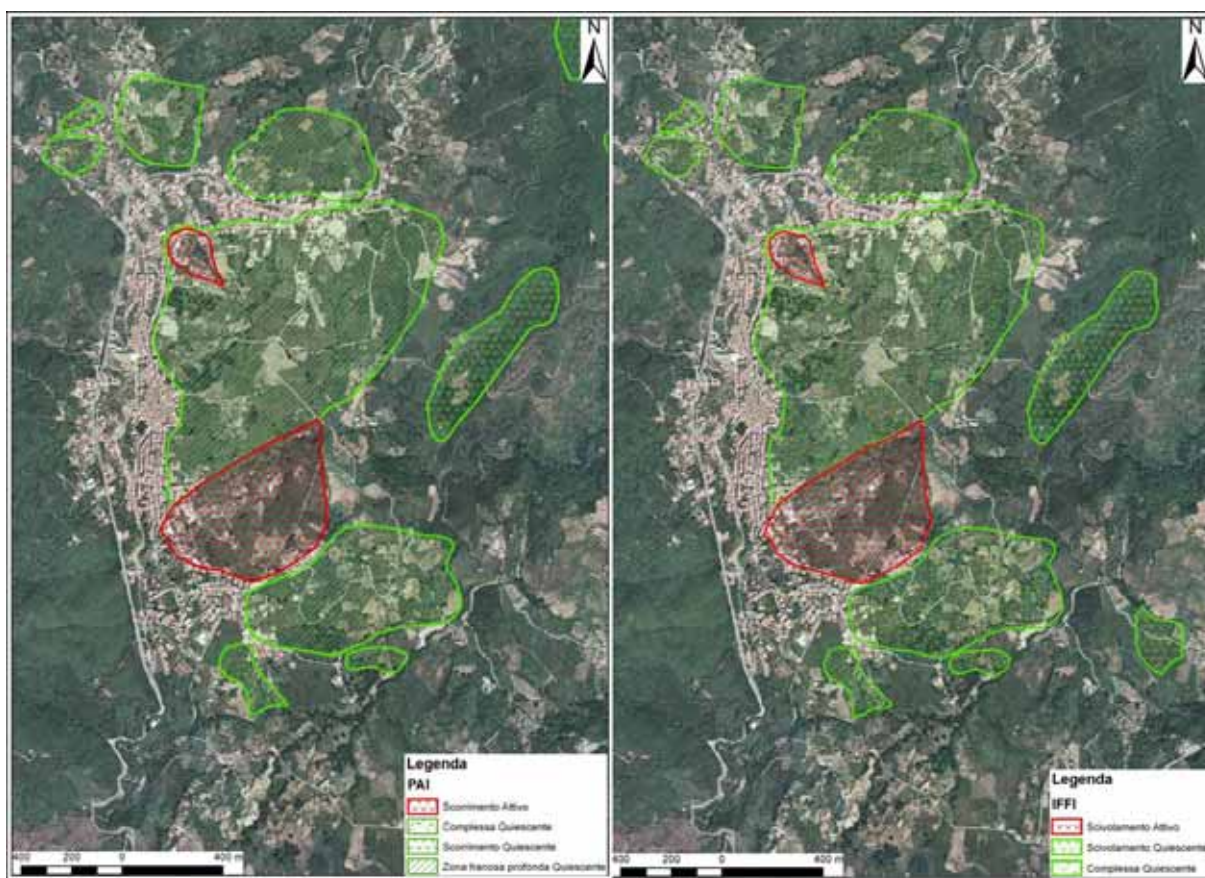 N
Legenda
PAI
Scorrimento Attivo
Complessa Quiescente
Scorrimento Quiescente
Zona franosa profonda Quiescente
400 200 0 400 m
N
Legenda
IFFI
Scivolamento Attivo
Scivolamento Quiescente
Complessa Quiescente
400 200 0 400 m